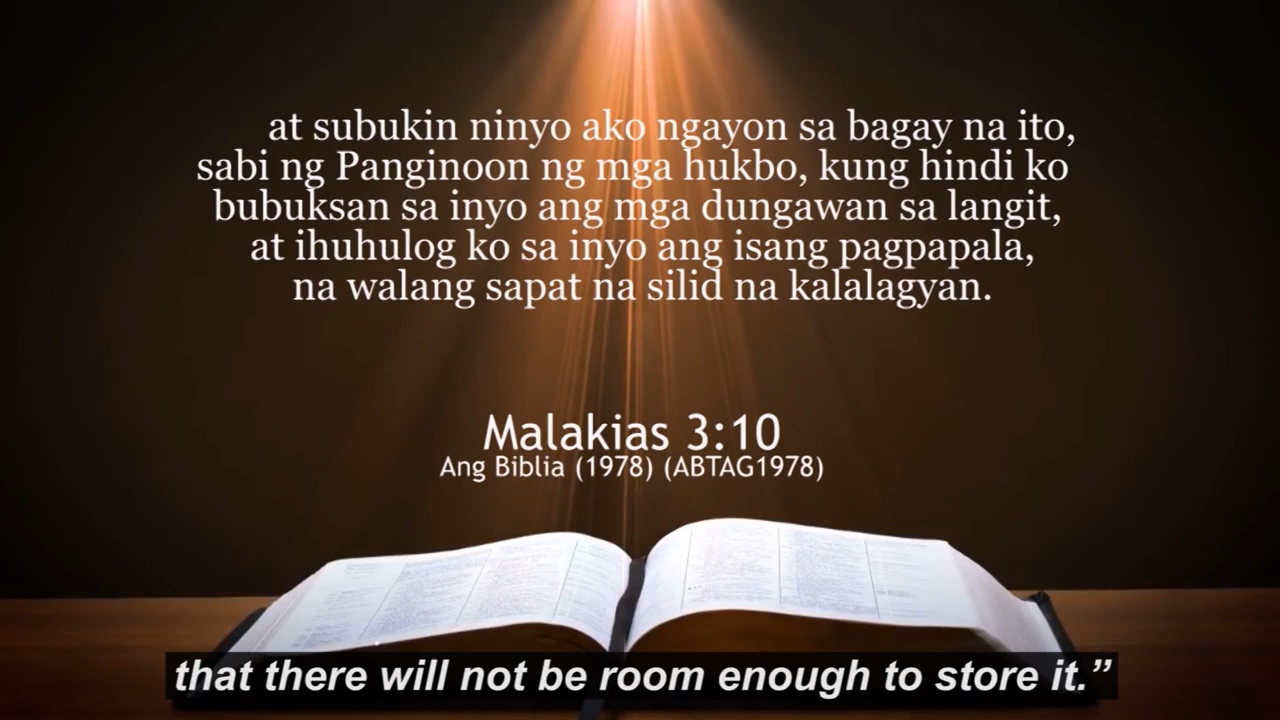 at subukin ninyo ako ngayon sa bagay na ito,
sabi ng Panginoon ng mga hukbo, kung hindi ko
bubuksan sa inyo ang mga dungawan sa langit,
at ihuhulog ko sa inyo ang isang pagpapala,
na walang sapat na silid na kalalagyan.
Malakias 3:10
Ang Biblia (1978) (ABTAG1978)
that there will not be room enough to store it.”